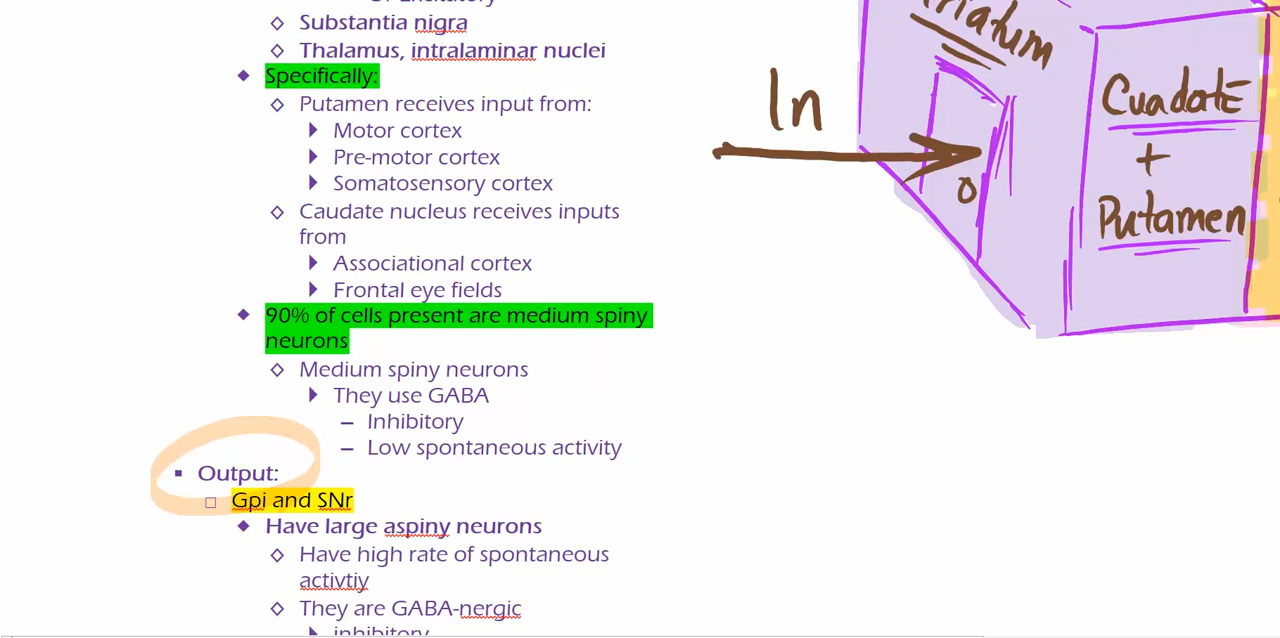 Or Excitatory
Substantia nigra
Thalamus, intralaminar nuclei
Specifically:
Putamen receives input from:
Motor cortex
Pre-motor cortex
Somatosensory cortex
Caudate nucleus receives inputs
from
Associational cortex
Frontal eye fields
90% of cells present are medium spiny
neurons
Medium spiny neurons
They use GABA
– Inhibitory
– Low spontaneous activity
Output:
Gpi and SNr
Have large aspiny neurons
Have high rate of spontaneous
activtiy
They are GABA-nergic
inhibitory
In
Cuadate
+
Putamen